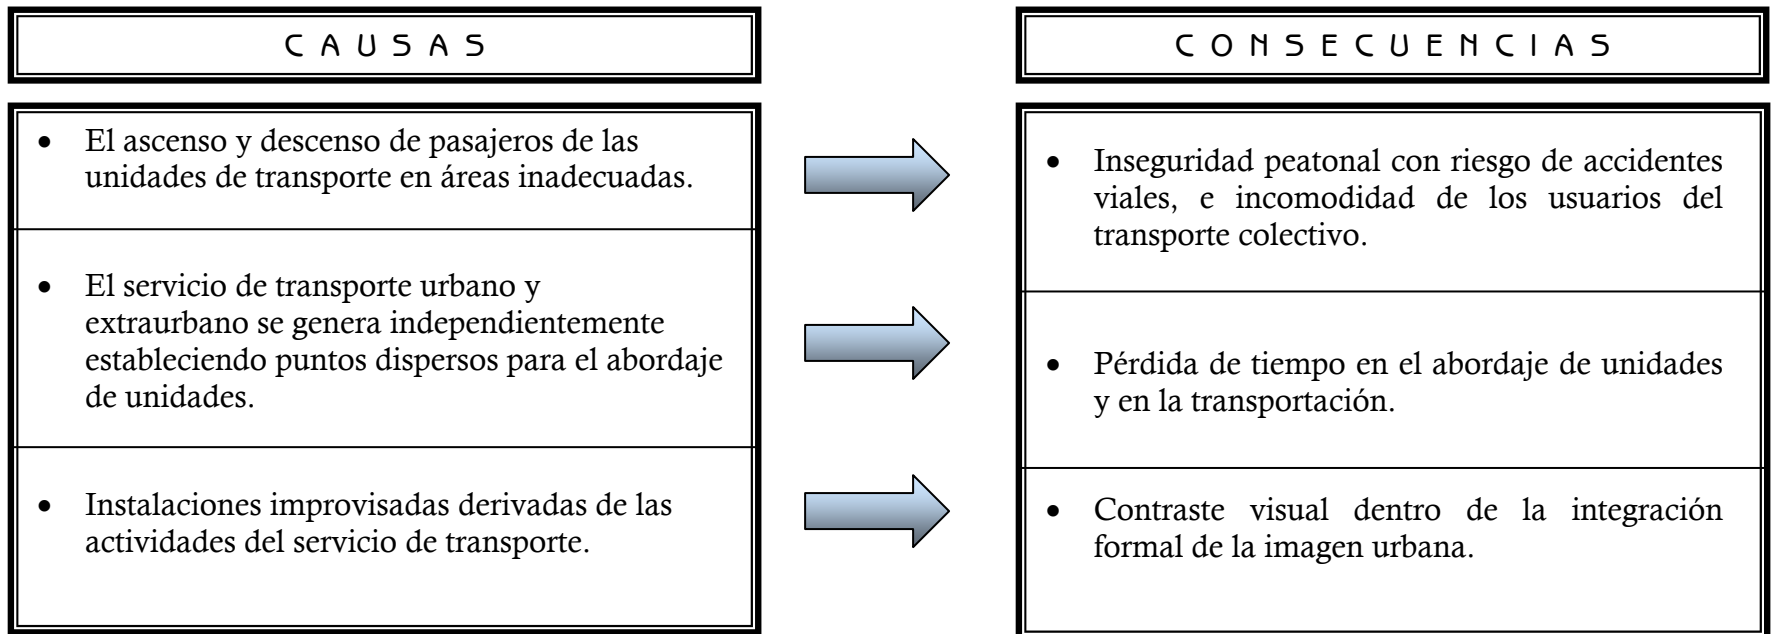 CAUSAS
• El ascenso y descenso de pasajeros de las
unidades de transporte en áreas inadecuadas.
• El servicio de transporte urbano y
extraurbano se genera independientemente
estableciendo puntos dispersos para el abordaje
de unidades.
• Instalaciones improvisadas derivadas de las
actividades del servicio de transporte.
CONSECUENCIAS
• Inseguridad peatonal con riesgo de accidentes
viales, e incomodidad de los usuarios del
transporte colectivo.
• Pérdida de tiempo en el abordaje de unidades
y en la transportación.
• Contraste visual dentro de la integración
formal de la imagen urbana.